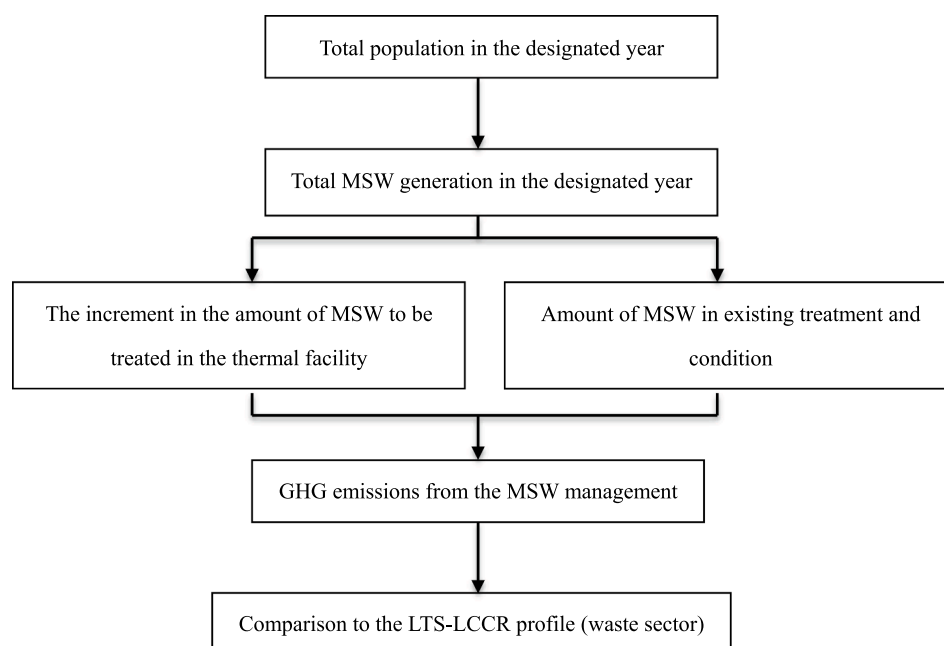 Total population in the designated year
Total MSW generation in the designated year
The increment in the amount of MSW to be
treated in the thermal facility
Amount of MSW in existing treatment and
condition
GHG emissions from the MSW management
Comparison to the LTS-LCCR profile (waste sector)